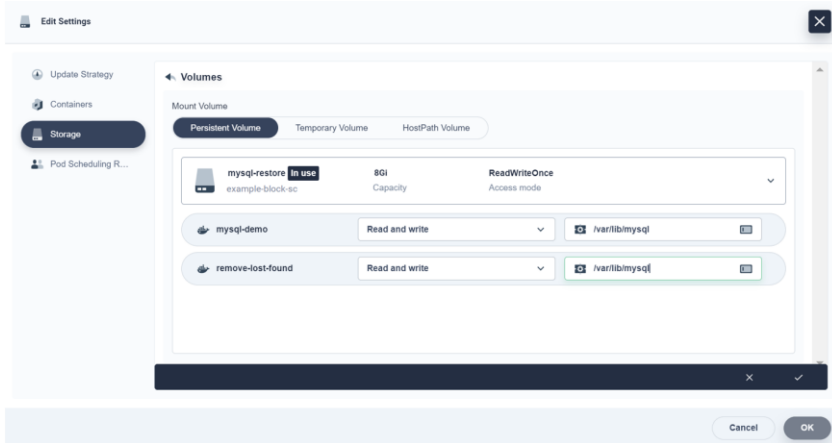 Edit Settings
Update Strategy
Containers
Storage
Pod Scheduling R...
Volumes
Mount Volume
Persistent Volume Temporary Volume HostPath Volume
mysql-restore In use 8Gi ReadWriteOnce
example-block-sc Capacity Access mode
mysql-demo Read and write /var/lib/mysql
remove-lost-found Read and write /var/lib/mysql
Cancel OK